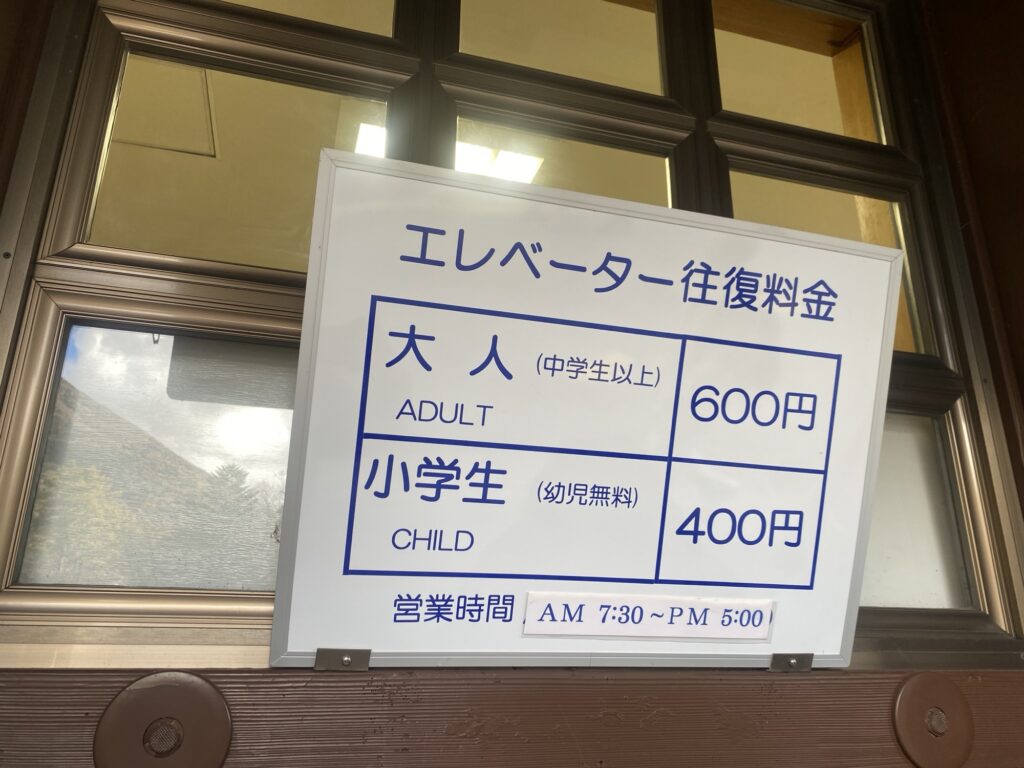 エレベーター往復料金
大人 (中学生以上) 600円
ADULT
小学生 (幼児無料) 400円
CHILD
営業時間 AM 7:30~PM 5:00